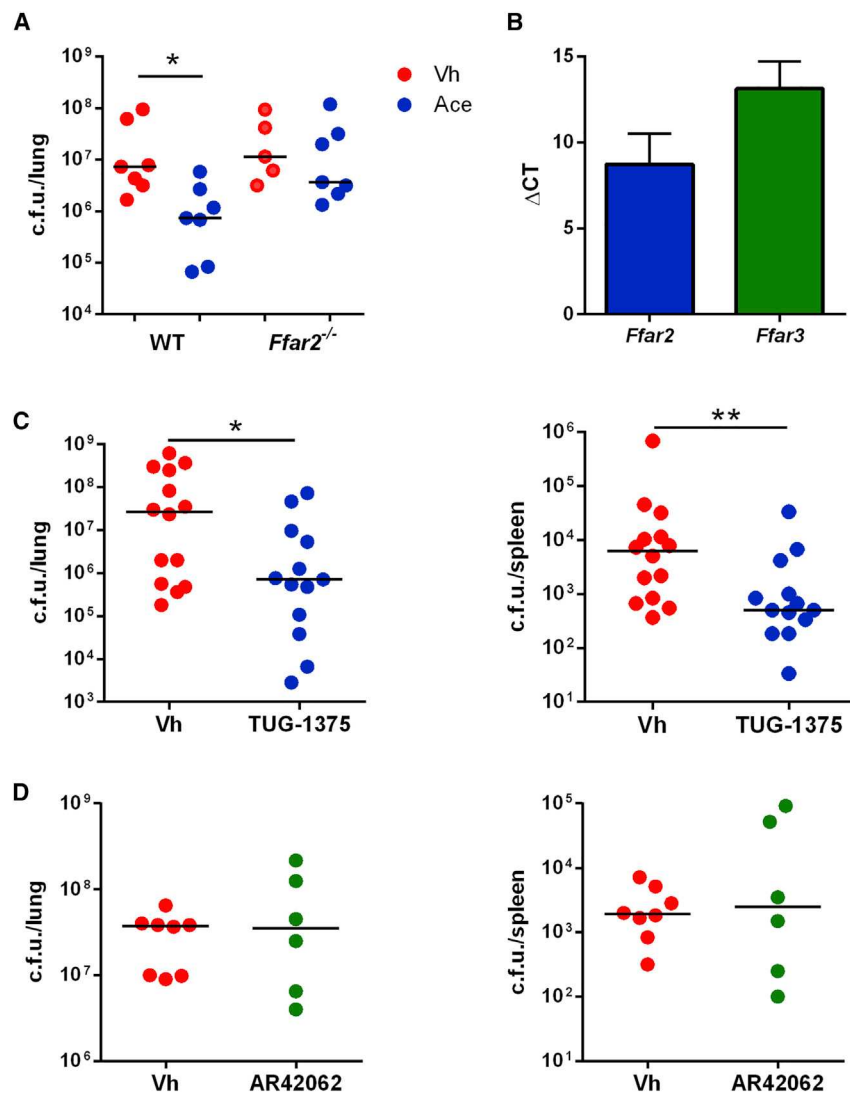 A
10⁹
10⁸
10⁷
10⁶
10⁵
10⁴
c.f.u./lung
*
WT
Ffar2⁻/⁻
Vh
Ace
B
15
10
5
0
ΔCT
Ffar2
Ffar3
C
10⁹
10⁸
10⁷
10⁶
10⁵
10⁴
10³
c.f.u./lung
*
Vh
TUG-1375
10⁶
10⁵
10⁴
10³
10²
10¹
c.f.u./spleen
**
Vh
TUG-1375
D
10⁹
10⁸
10⁷
10⁶
c.f.u./lung
Vh
AR42062
10⁵
10⁴
10³
10²
10¹
c.f.u./spleen
Vh
AR42062